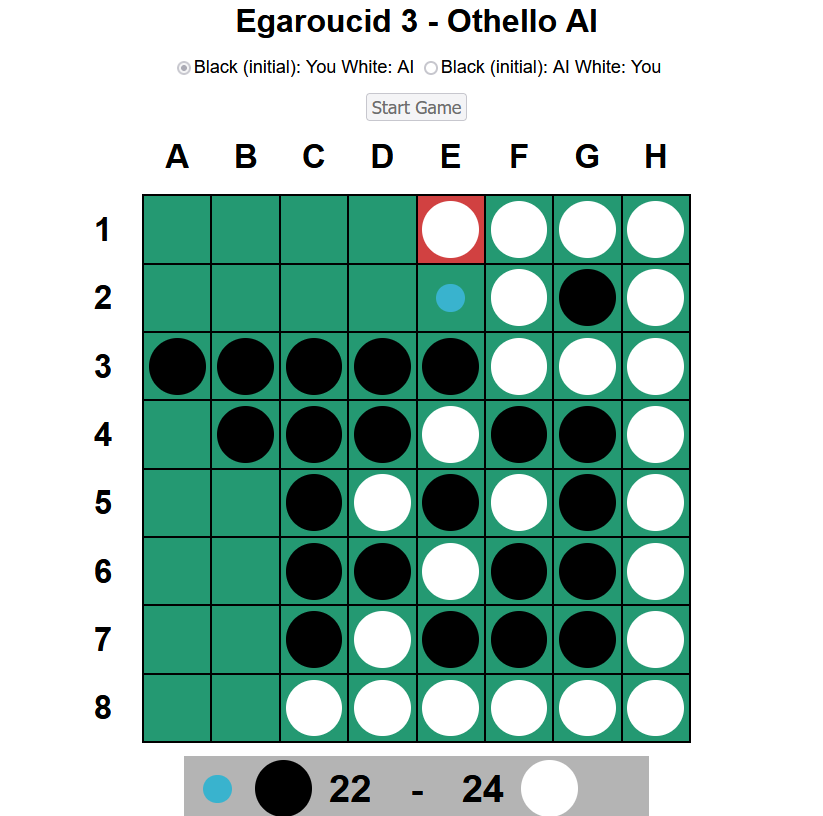 Egaroucid 3 - Othello AI
Black (initial): You White: AI Black (initial): AI White: You
Start Game
A B C D E F G H
1
2
3
4
5
6
7
8
22 - 24